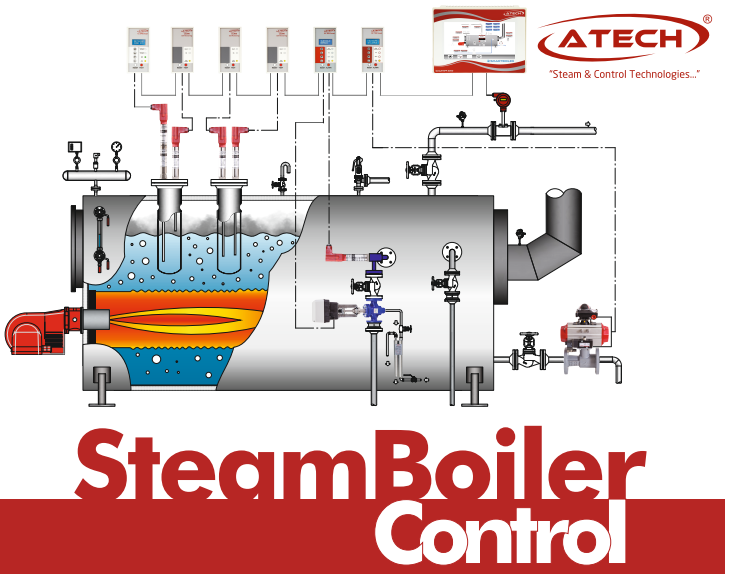 ATECH®
"Steam & Control Technologies..."
SteamBoiler
Control